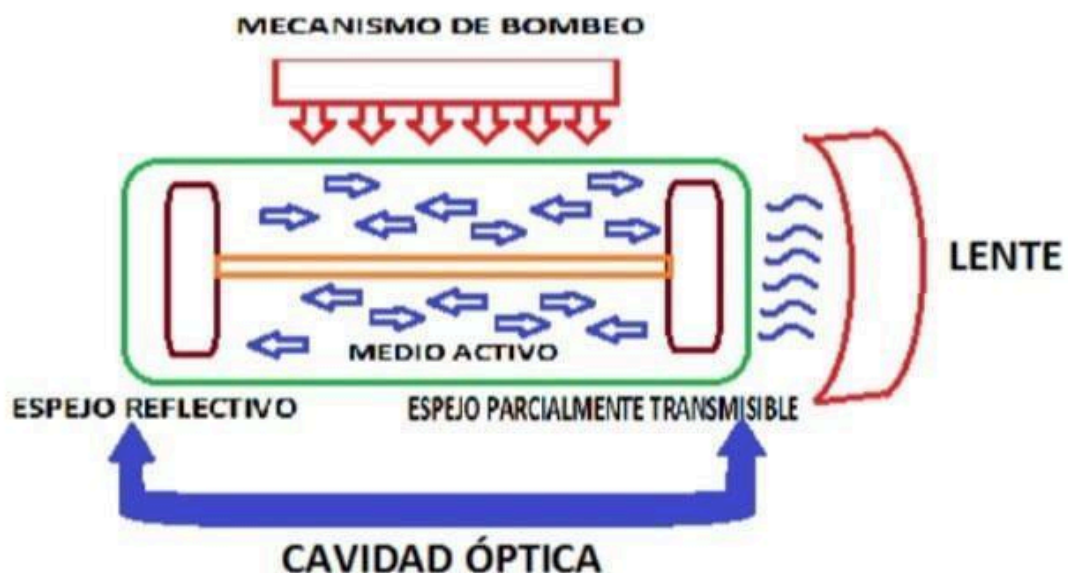 MECANISMO DE BOMBEO
LENTE
MEDIO ACTIVO
ESPEJO REFLECTIVO
ESPEJO PARCIALMENTE TRANSMISIBLE
CAVIDAD ÓPTICA